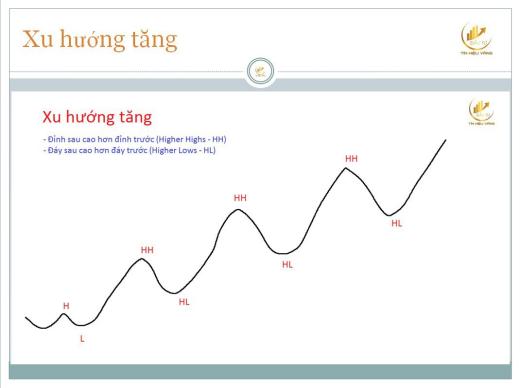 Xu hướng tăng
TÍN HIỆU VÀNG
Xu hướng tăng
- Đỉnh sau cao hơn đỉnh trước (Higher Highs - HH)
- Đáy sau cao hơn đáy trước (Higher Lows - HL)
HH
HH
HL
HH
HL
H
HL
L